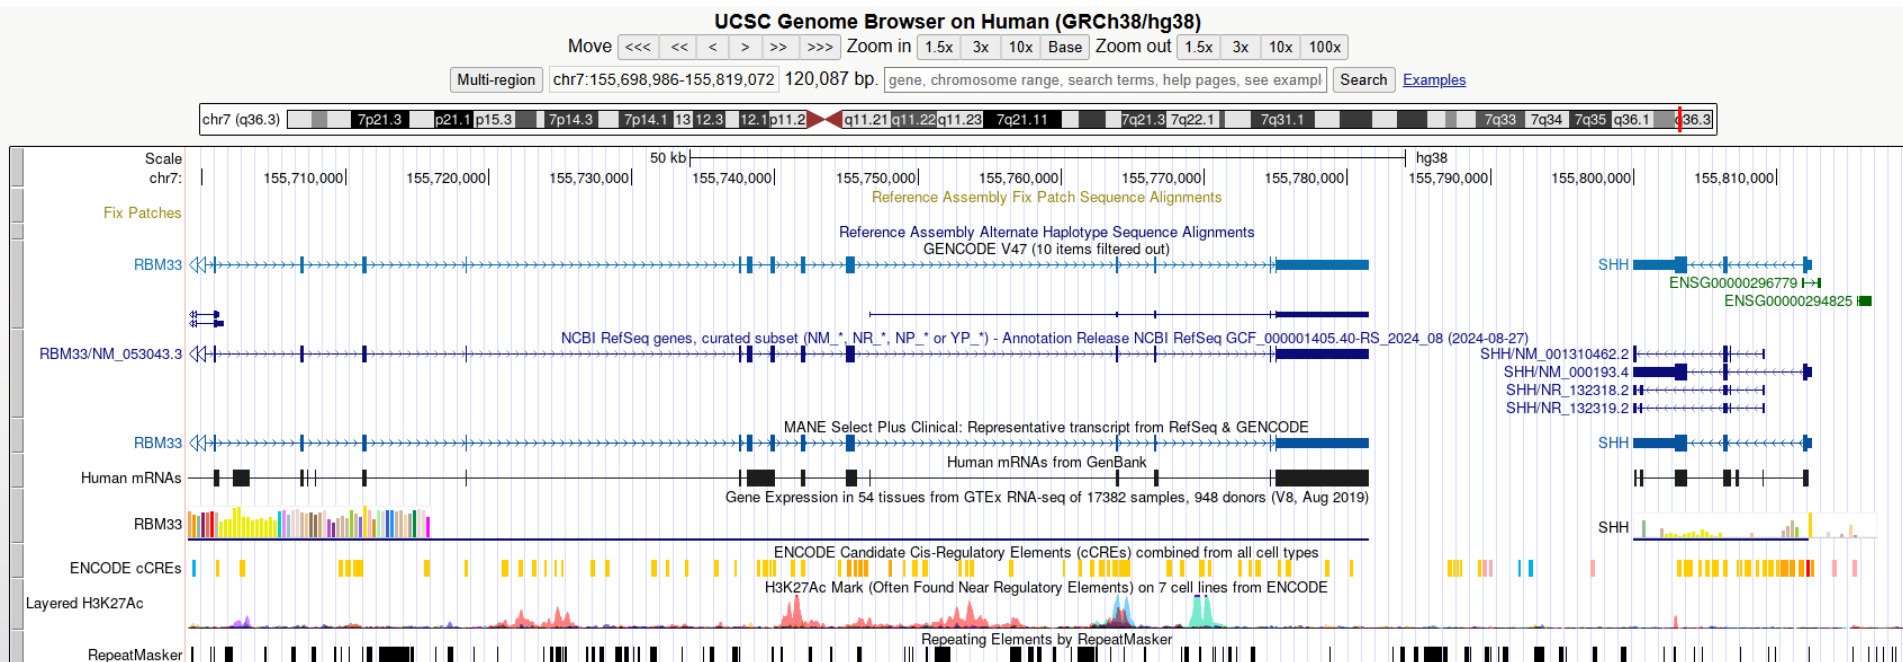 UCSC Genome Browser on Human (GRCh38/hg38)
Move <<< << < > >> >>> Zoom in 1.5x 3x 10x Base Zoom out 1.5x 3x 10x 100x
Multi-region chr7:155,698,986-155,819,072 120,087 bp. gene, chromosome range, search terms, help pages, see exampl Search Examples
chr7 (q36.3) 7p21.3 p21.1 p15.3 7p14.3 7p14.1 13 12.3 12.1 p11.2 q11.21 q11.22 q11.23 7q21.11 7q21.3 7q22.1 7q31.1 7q33 7q34 7q35 q36.1 q36.3
Scale 50 kb hg38
chr7: 155,710,000 155,720,000 155,730,000 155,740,000 155,750,000 155,760,000 155,770,000 155,780,000 155,790,000 155,800,000 155,810,000
Reference Assembly Fix Patch Sequence Alignments
Fix Patches
Reference Assembly Alternate Haplotype Sequence Alignments
GENCODE V47 (10 items filtered out)
RBM33 SHH
ENSG00000296779
ENSG00000294825
NCBI RefSeq genes, curated subset (NM_*, NR_*, NP_* or YP_*) - Annotation Release NCBI RefSeq GCF_000001405.40-RS_2024_08 (2024-08-27)
RBM33/NM_053043.3 SHH/NM_001310462.2
SHH/NM_000193.4
SHH/NR_132318.2
SHH/NR_132319.2
MANE Select Plus Clinical: Representative transcript from RefSeq & GENCODE
RBM33 SHH
Human mRNAs from GenBank
Human mRNAs
Gene Expression in 54 tissues from GTEx RNA-seq of 17382 samples, 948 donors (V8, Aug 2019)
RBM33 SHH
ENCODE Candidate Cis-Regulatory Elements (cCREs) combined from all cell types
ENCODE cCREs
H3K27Ac Mark (Often Found Near Regulatory Elements) on 7 cell lines from ENCODE
Layered H3K27Ac
Repeating Elements by RepeatMasker
RepeatMasker